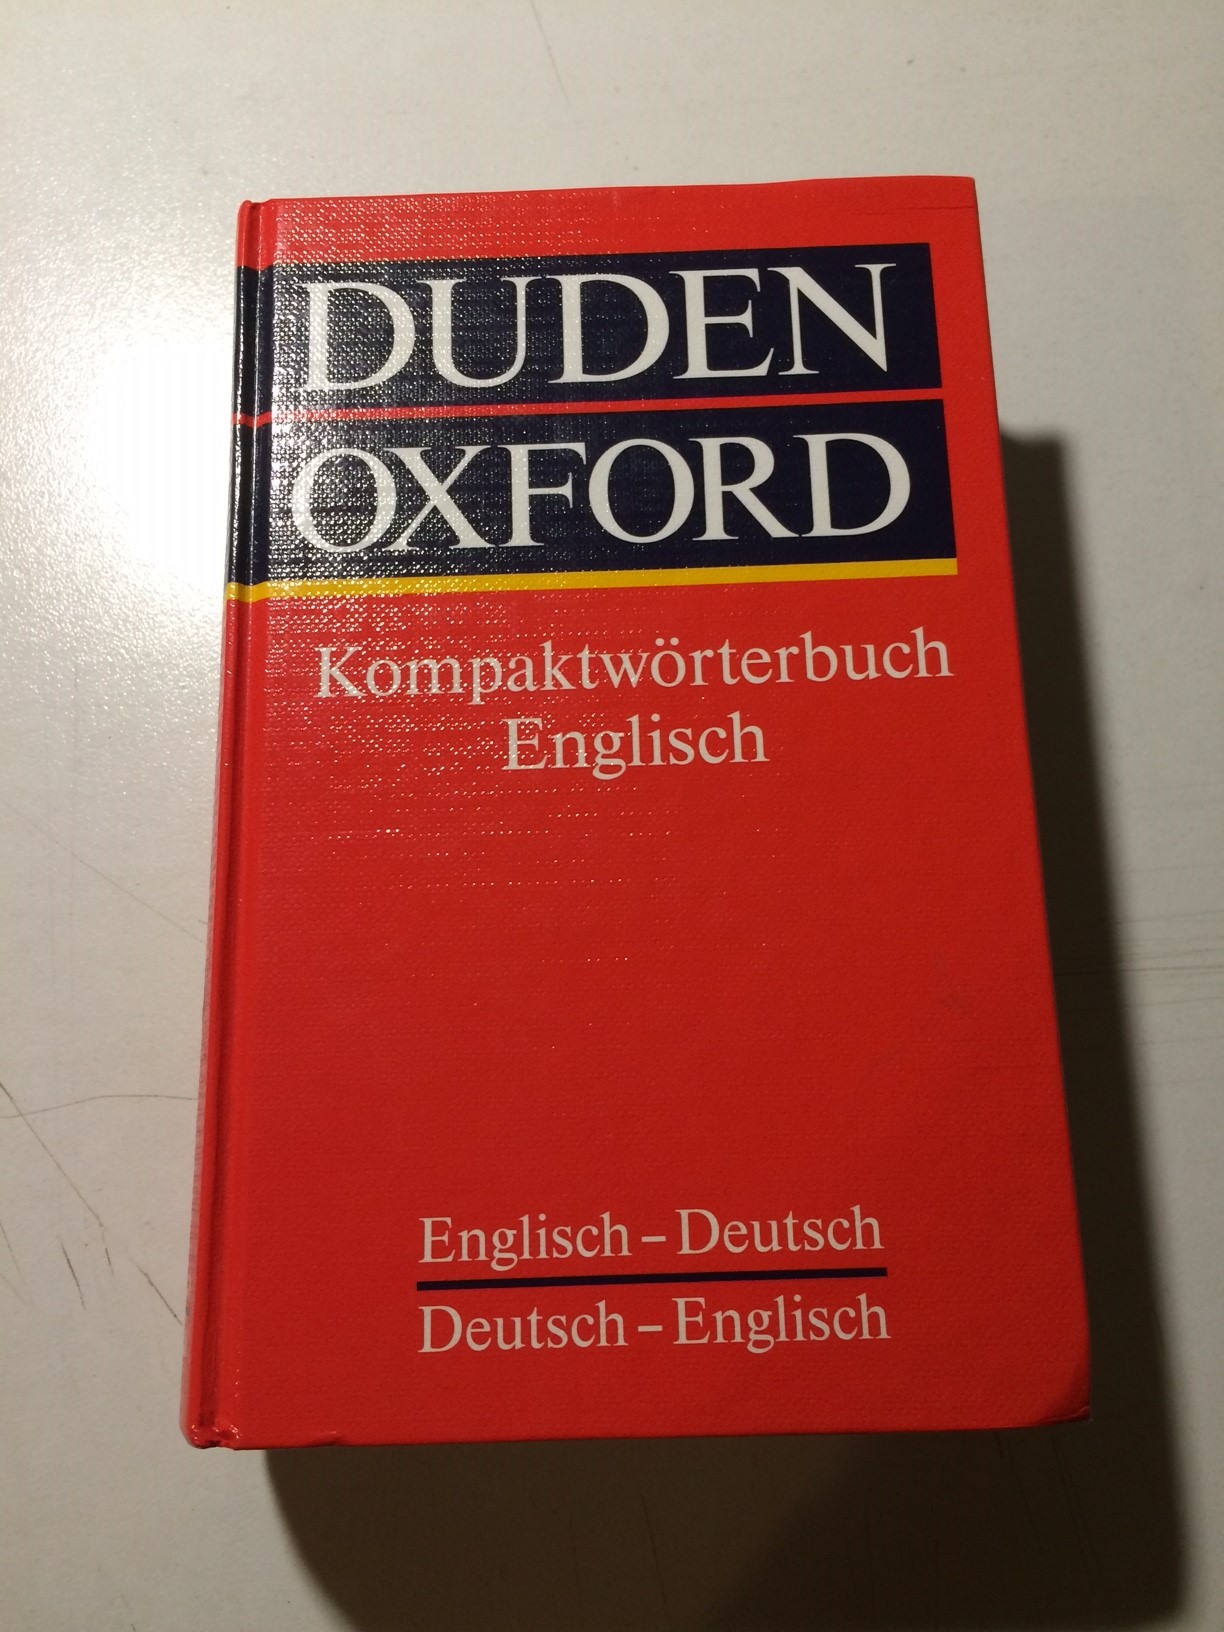 DUDEN
OXFORD
Kompaktwörterbuch
Englisch
Englisch – Deutsch
Deutsch – Englisch